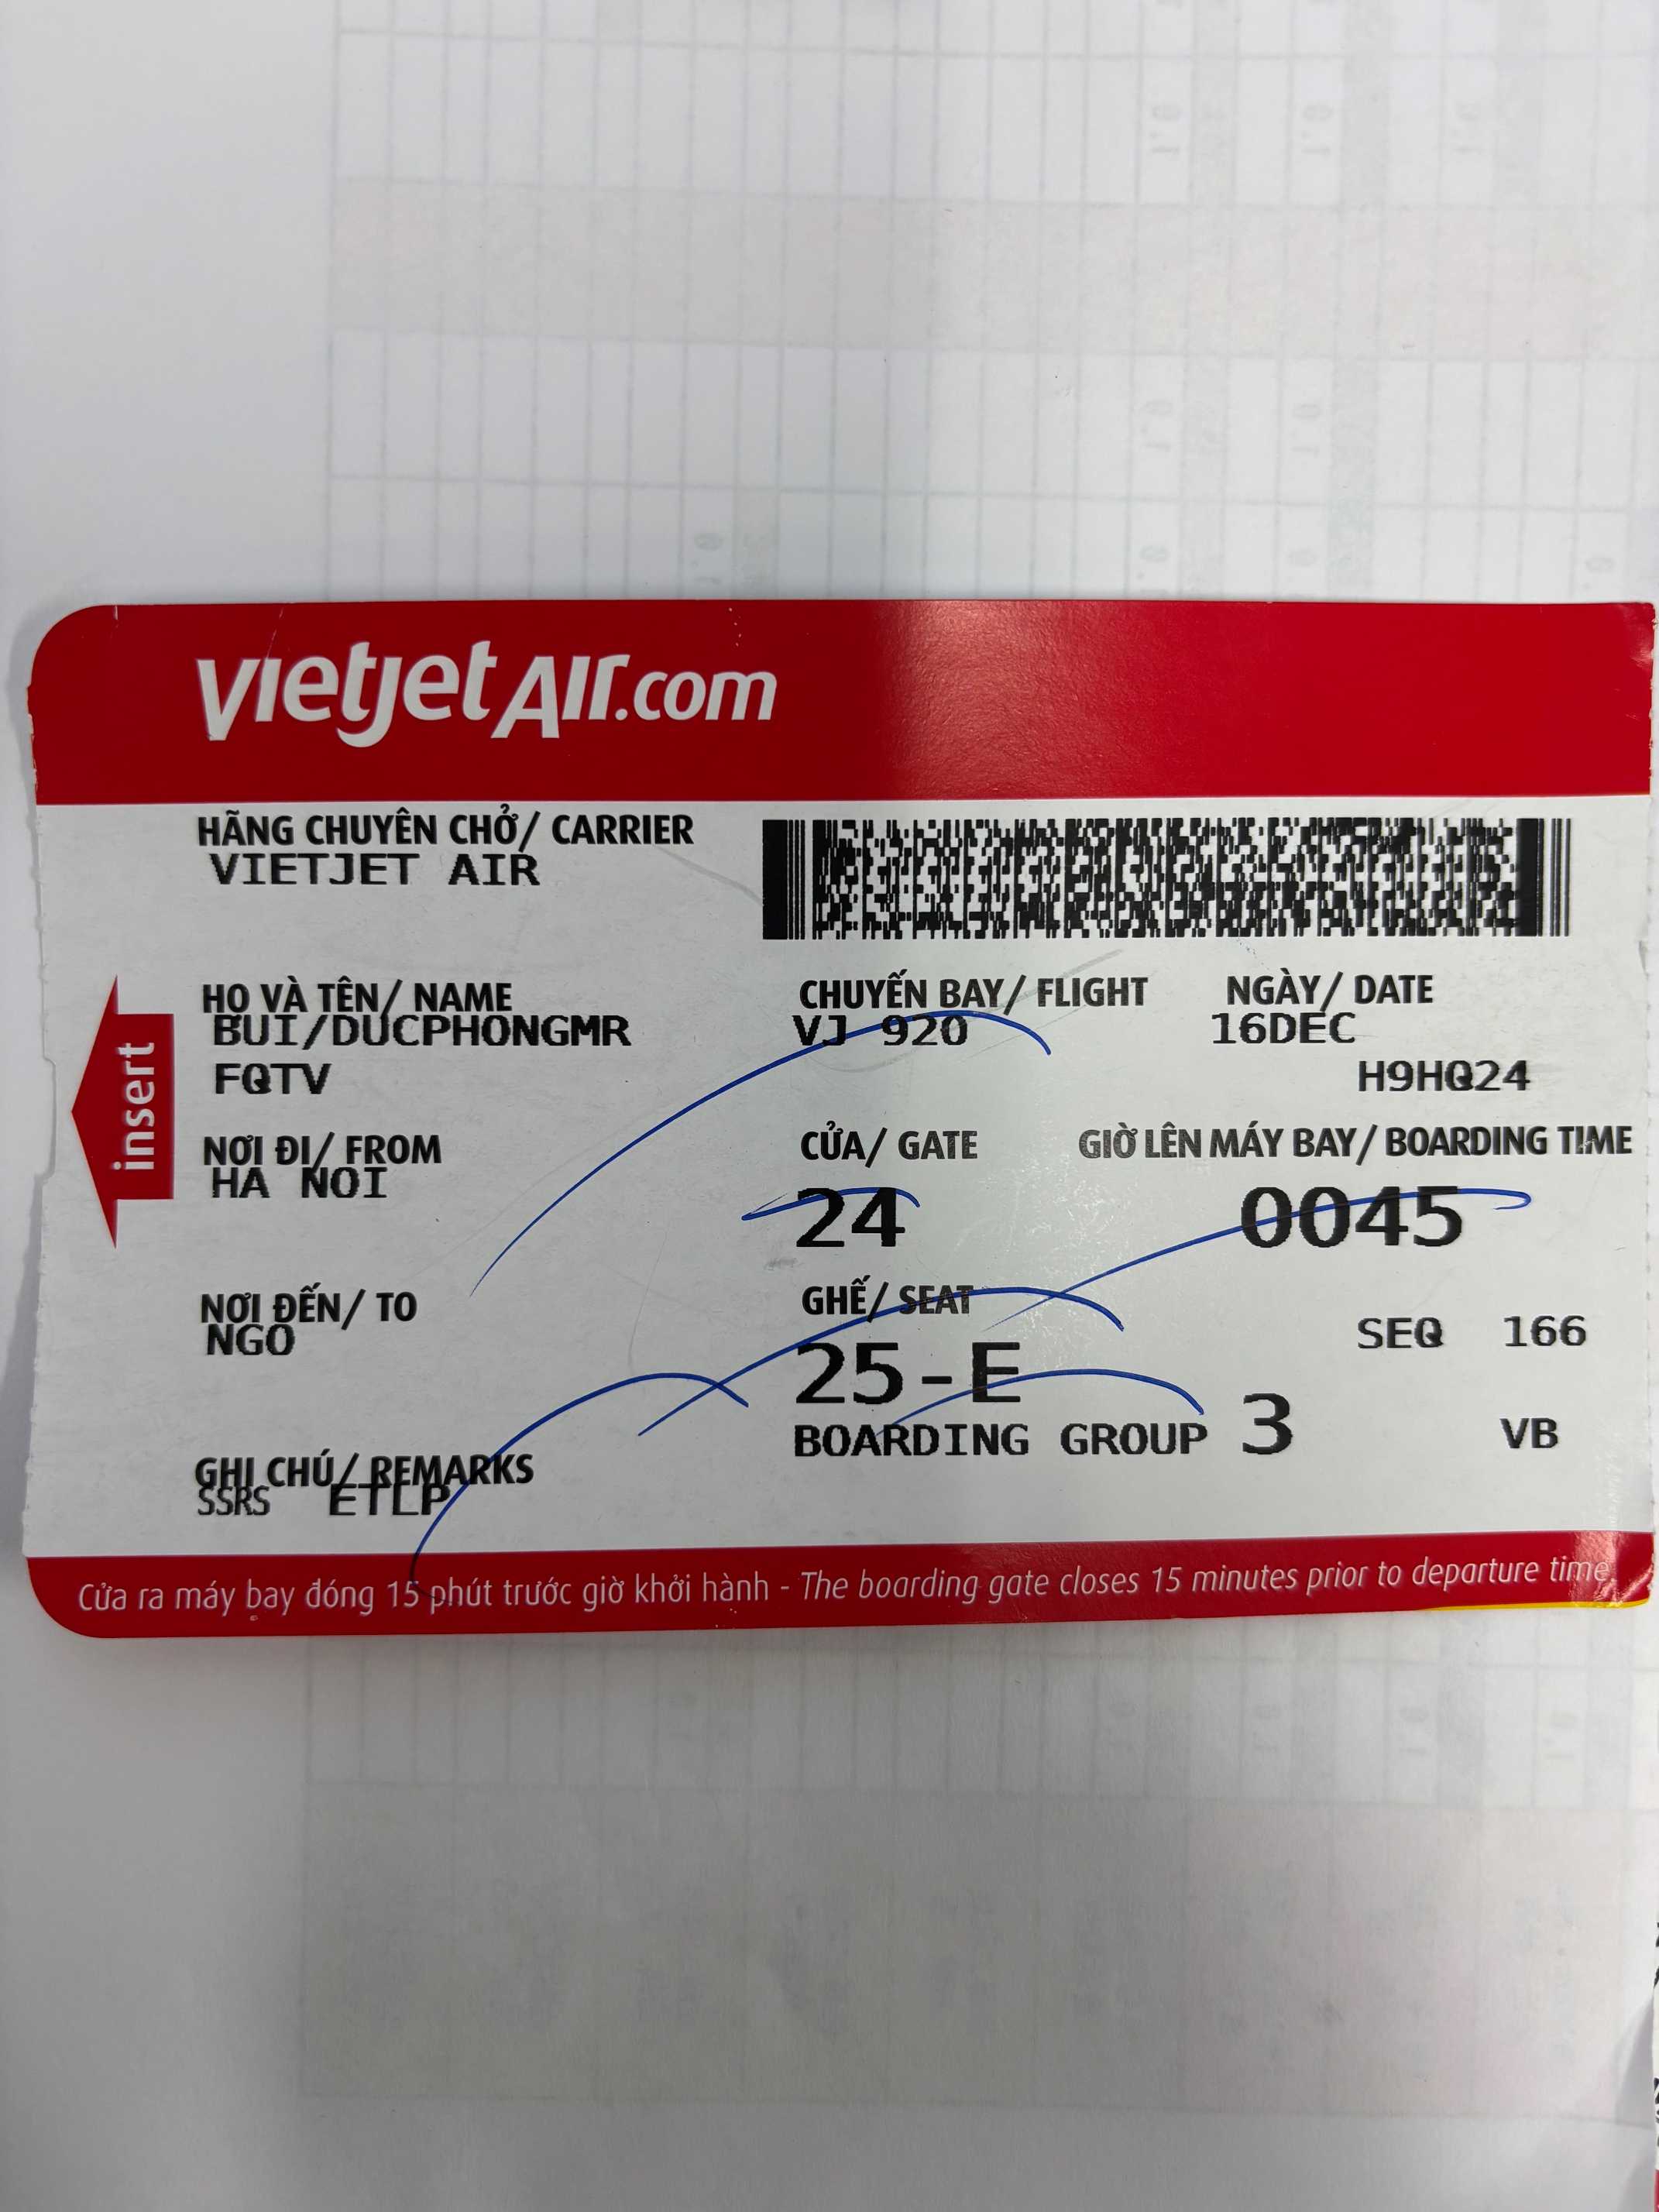 vietjetAir.com
HÃNG CHUYÊN CHỞ/ CARRIER
VIETJET AIR
HỌ VÀ TÊN/ NAME
BUI/DUCPHONGMR
FQTV
CHUYẾN BAY/ FLIGHT
VJ 920
NGÀY/ DATE
16DEC
H9HQ24
insert
NƠI ĐI/ FROM
HA NOI
CỬA/ GATE
24
GIỜ LÊN MÁY BAY/ BOARDING TIME
0045
NƠI ĐẾN/ TO
NGO
GHẾ/ SEAT
25-E
SEQ 166
BOARDING GROUP 3
VB
GHI CHÚ/ REMARKS
SSRS ETLP
Cửa ra máy bay đóng 15 phút trước giờ khởi hành - The boarding gate closes 15 minutes prior to departure time.